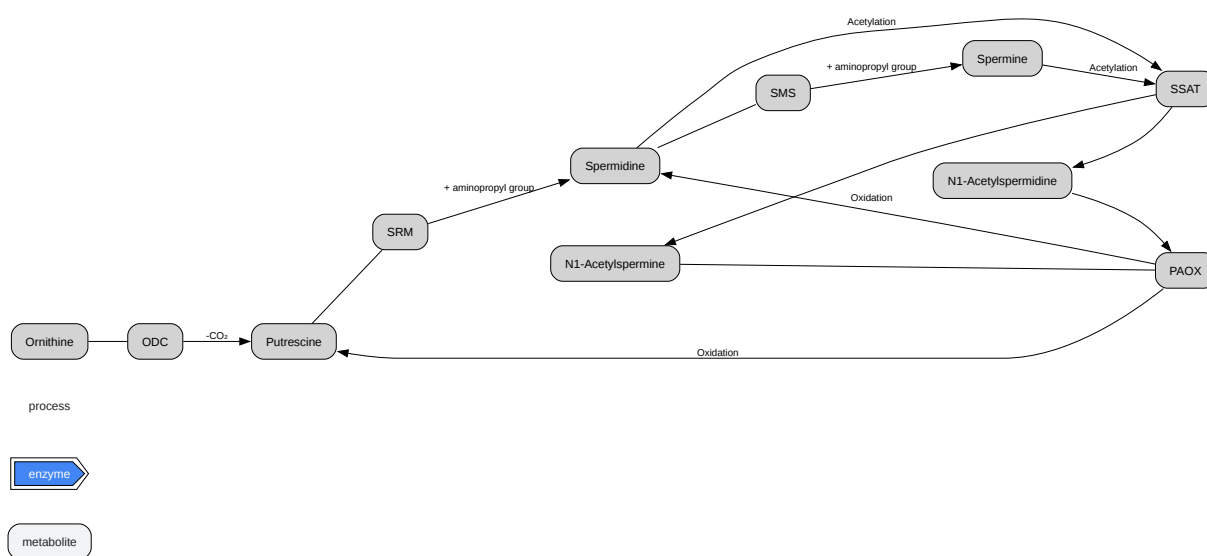 Acetylation
Spermine
+ aminopropyl group
Acetylation
SMS
SSAT
Spermidine
N1-Acetylspermidine
+ aminopropyl group
Oxidation
SRM
N1-Acetylspermine
PAOX
Ornithine
ODC
-CO₂
Putrescine
Oxidation
process
enzyme
metabolite